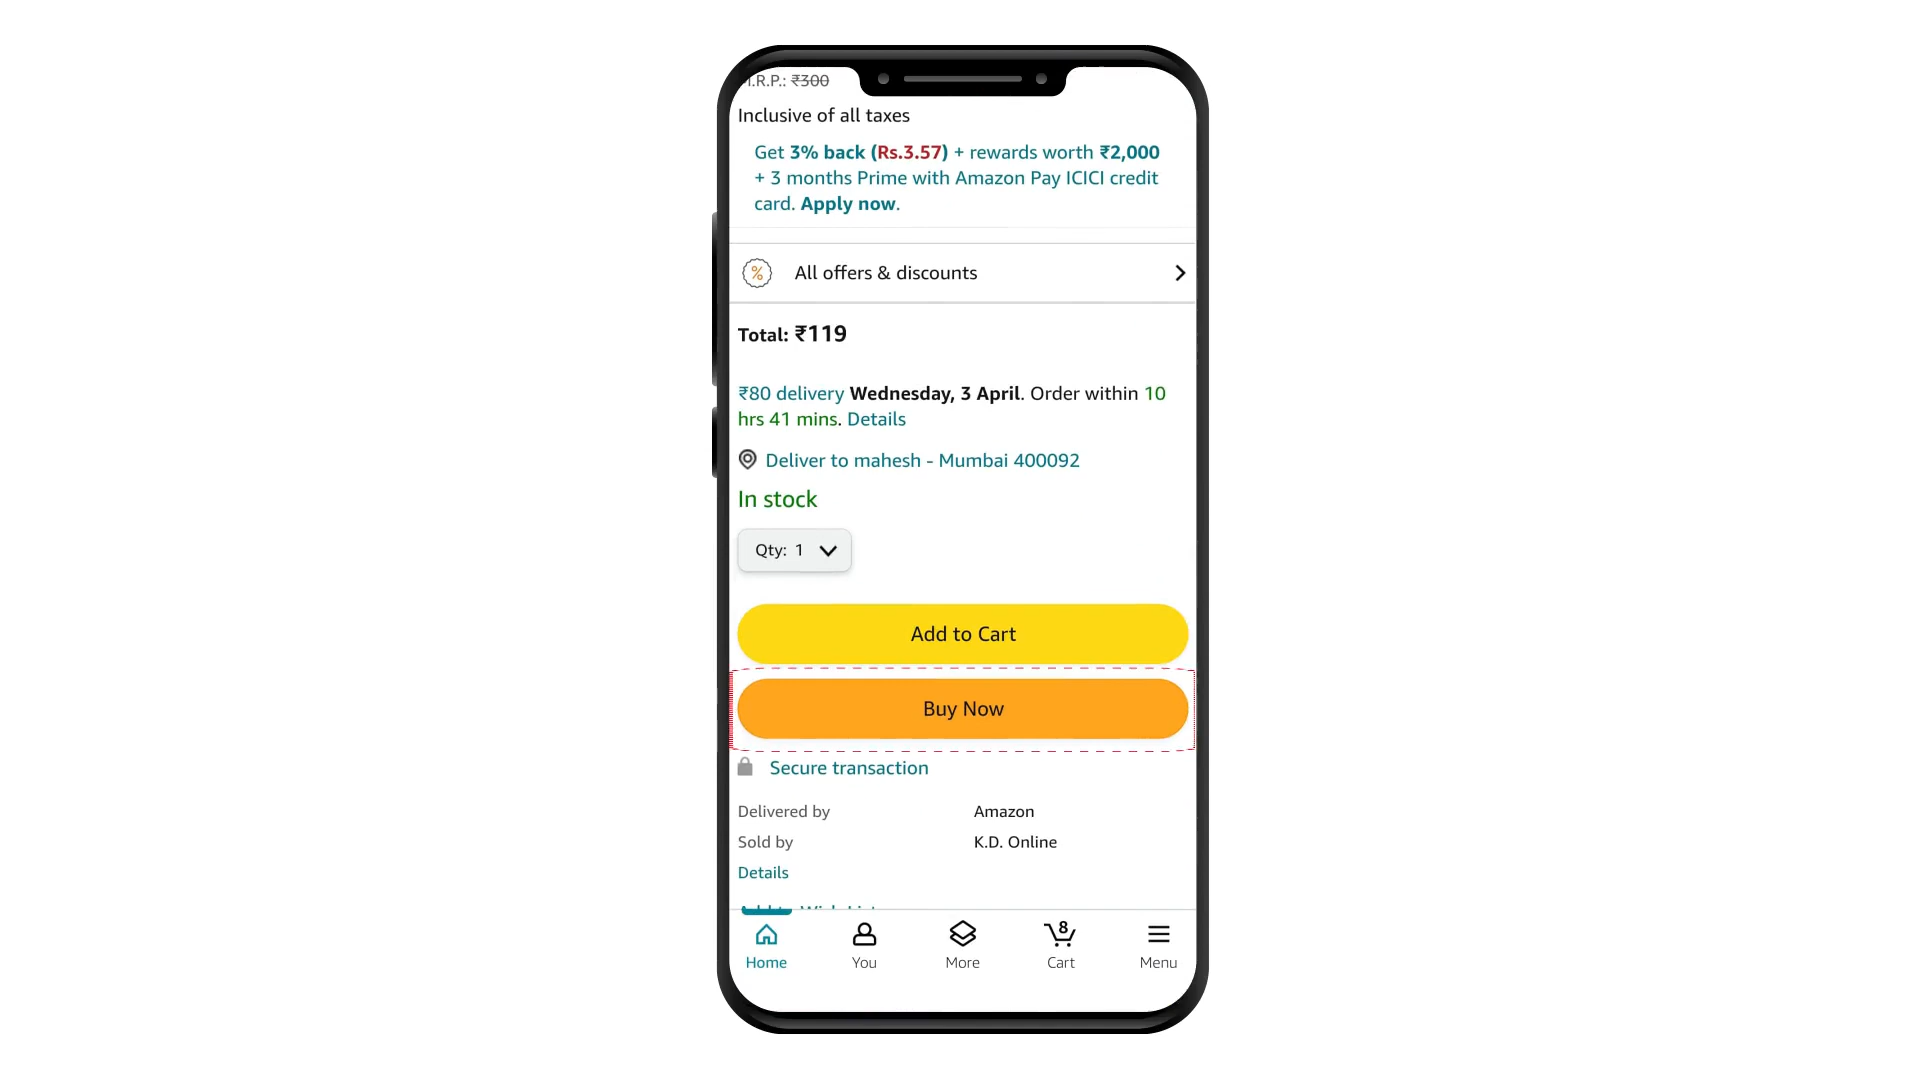 M.R.P.: ₹300
Inclusive of all taxes
Get 3% back (Rs.3.57) + rewards worth ₹2,000
+ 3 months Prime with Amazon Pay ICICI credit
card. Apply now.
% All offers & discounts
Total: ₹119
₹80 delivery Wednesday, 3 April. Order within 10
hrs 41 mins. Details
Deliver to mahesh - Mumbai 400092
In stock
Qty: 1
Add to Cart
Buy Now
Secure transaction
Delivered by Amazon
Sold by K.D. Online
Details
8
Home You More Cart Menu